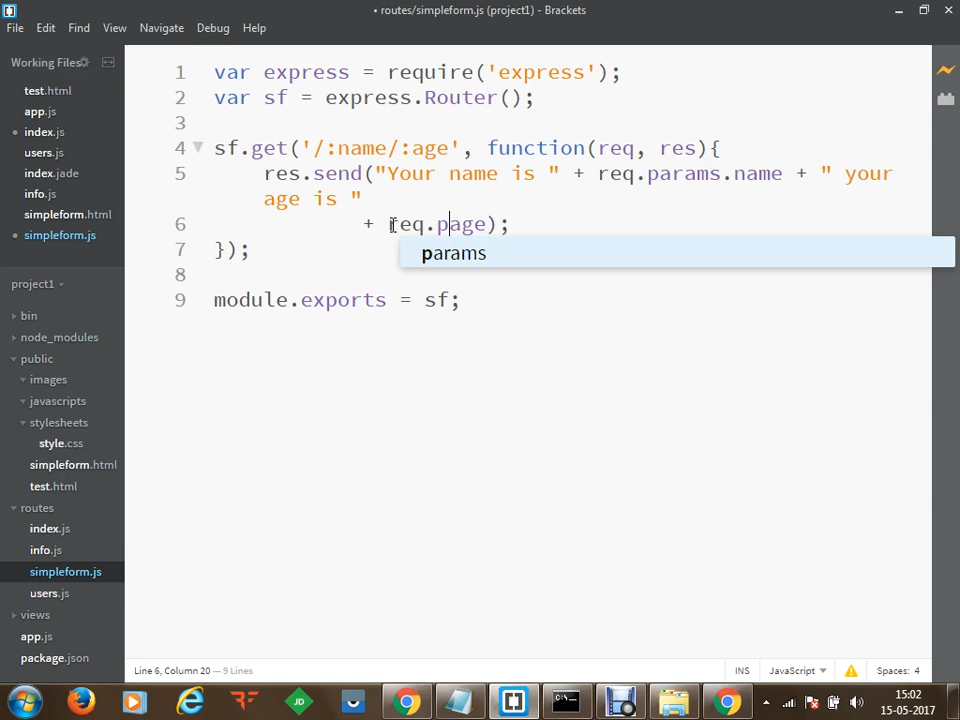 • routes/simpleform.js (project1) - Brackets
File Edit Find View Navigate Debug Help
Working Files
test.html
app.js
index.js
users.js
index.jade
info.js
simpleform.html
simpleform.js
project1
bin
node_modules
public
images
javascripts
stylesheets
style.css
simpleform.html
test.html
routes
index.js
info.js
simpleform.js
users.js
views
app.js
package.json
1 var express = require('express');
2 var sf = express.Router();
3
4 sf.get('/:name/:age', function(req, res){
5 res.send("Your name is " + req.params.name + " your
age is "
6 + req.page);
params
7 });
8
9 module.exports = sf;
Line 6, Column 20 — 9 Lines
INS JavaScript Spaces: 4
JD
15:02
15-05-2017